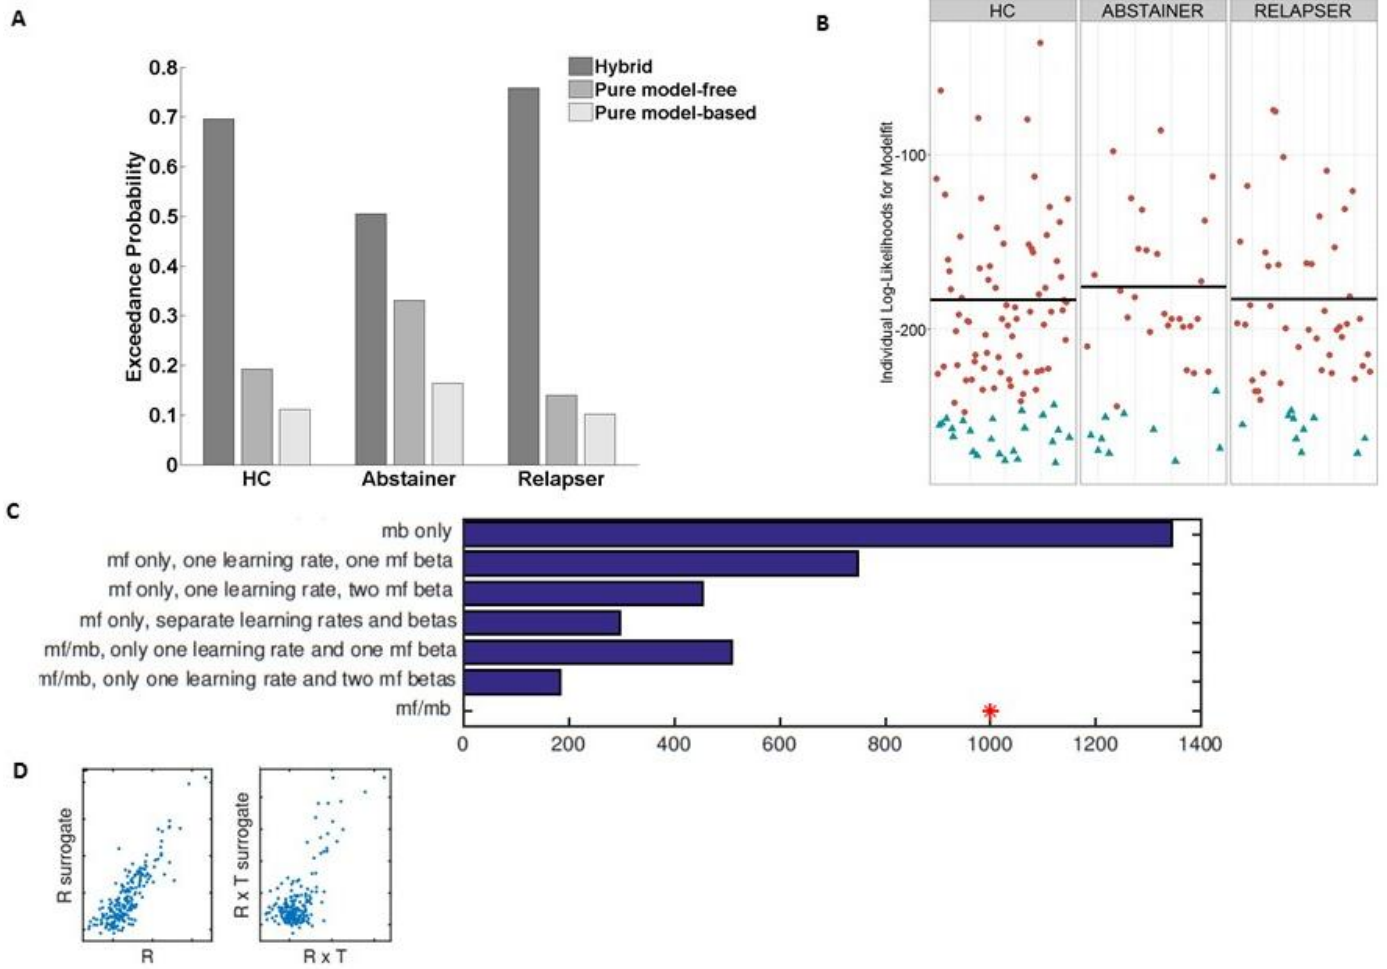 A
0.8
0.7
0.6
0.5
0.4
0.3
0.2
0.1
0
Exceedance Probability
HC
Abstainer
Relapser
Hybrid
Pure model-free
Pure model-based
B
HC
ABSTAINER
RELAPSER
Individual Log-Likelihoods for Modelfit
-100
-200
C
mb only
mf only, one learning rate, one mf beta
mf only, one learning rate, two mf beta
mf only, separate learning rates and betas
mf/mb, only one learning rate and one mf beta
mf/mb, only one learning rate and two mf betas
mf/mb
0 200 400 600 800 1000 1200 1400
D
R surrogate
R
R x T surrogate
R x T